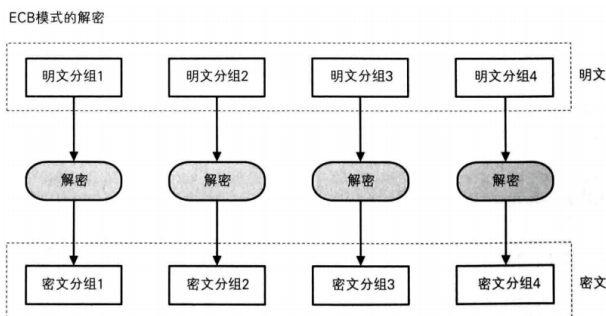 ECB模式的解密
明文分组1 明文分组2 明文分组3 明文分组4 明文
解密 解密 解密 解密
密文分组1 密文分组2 密文分组3 密文分组4 密文